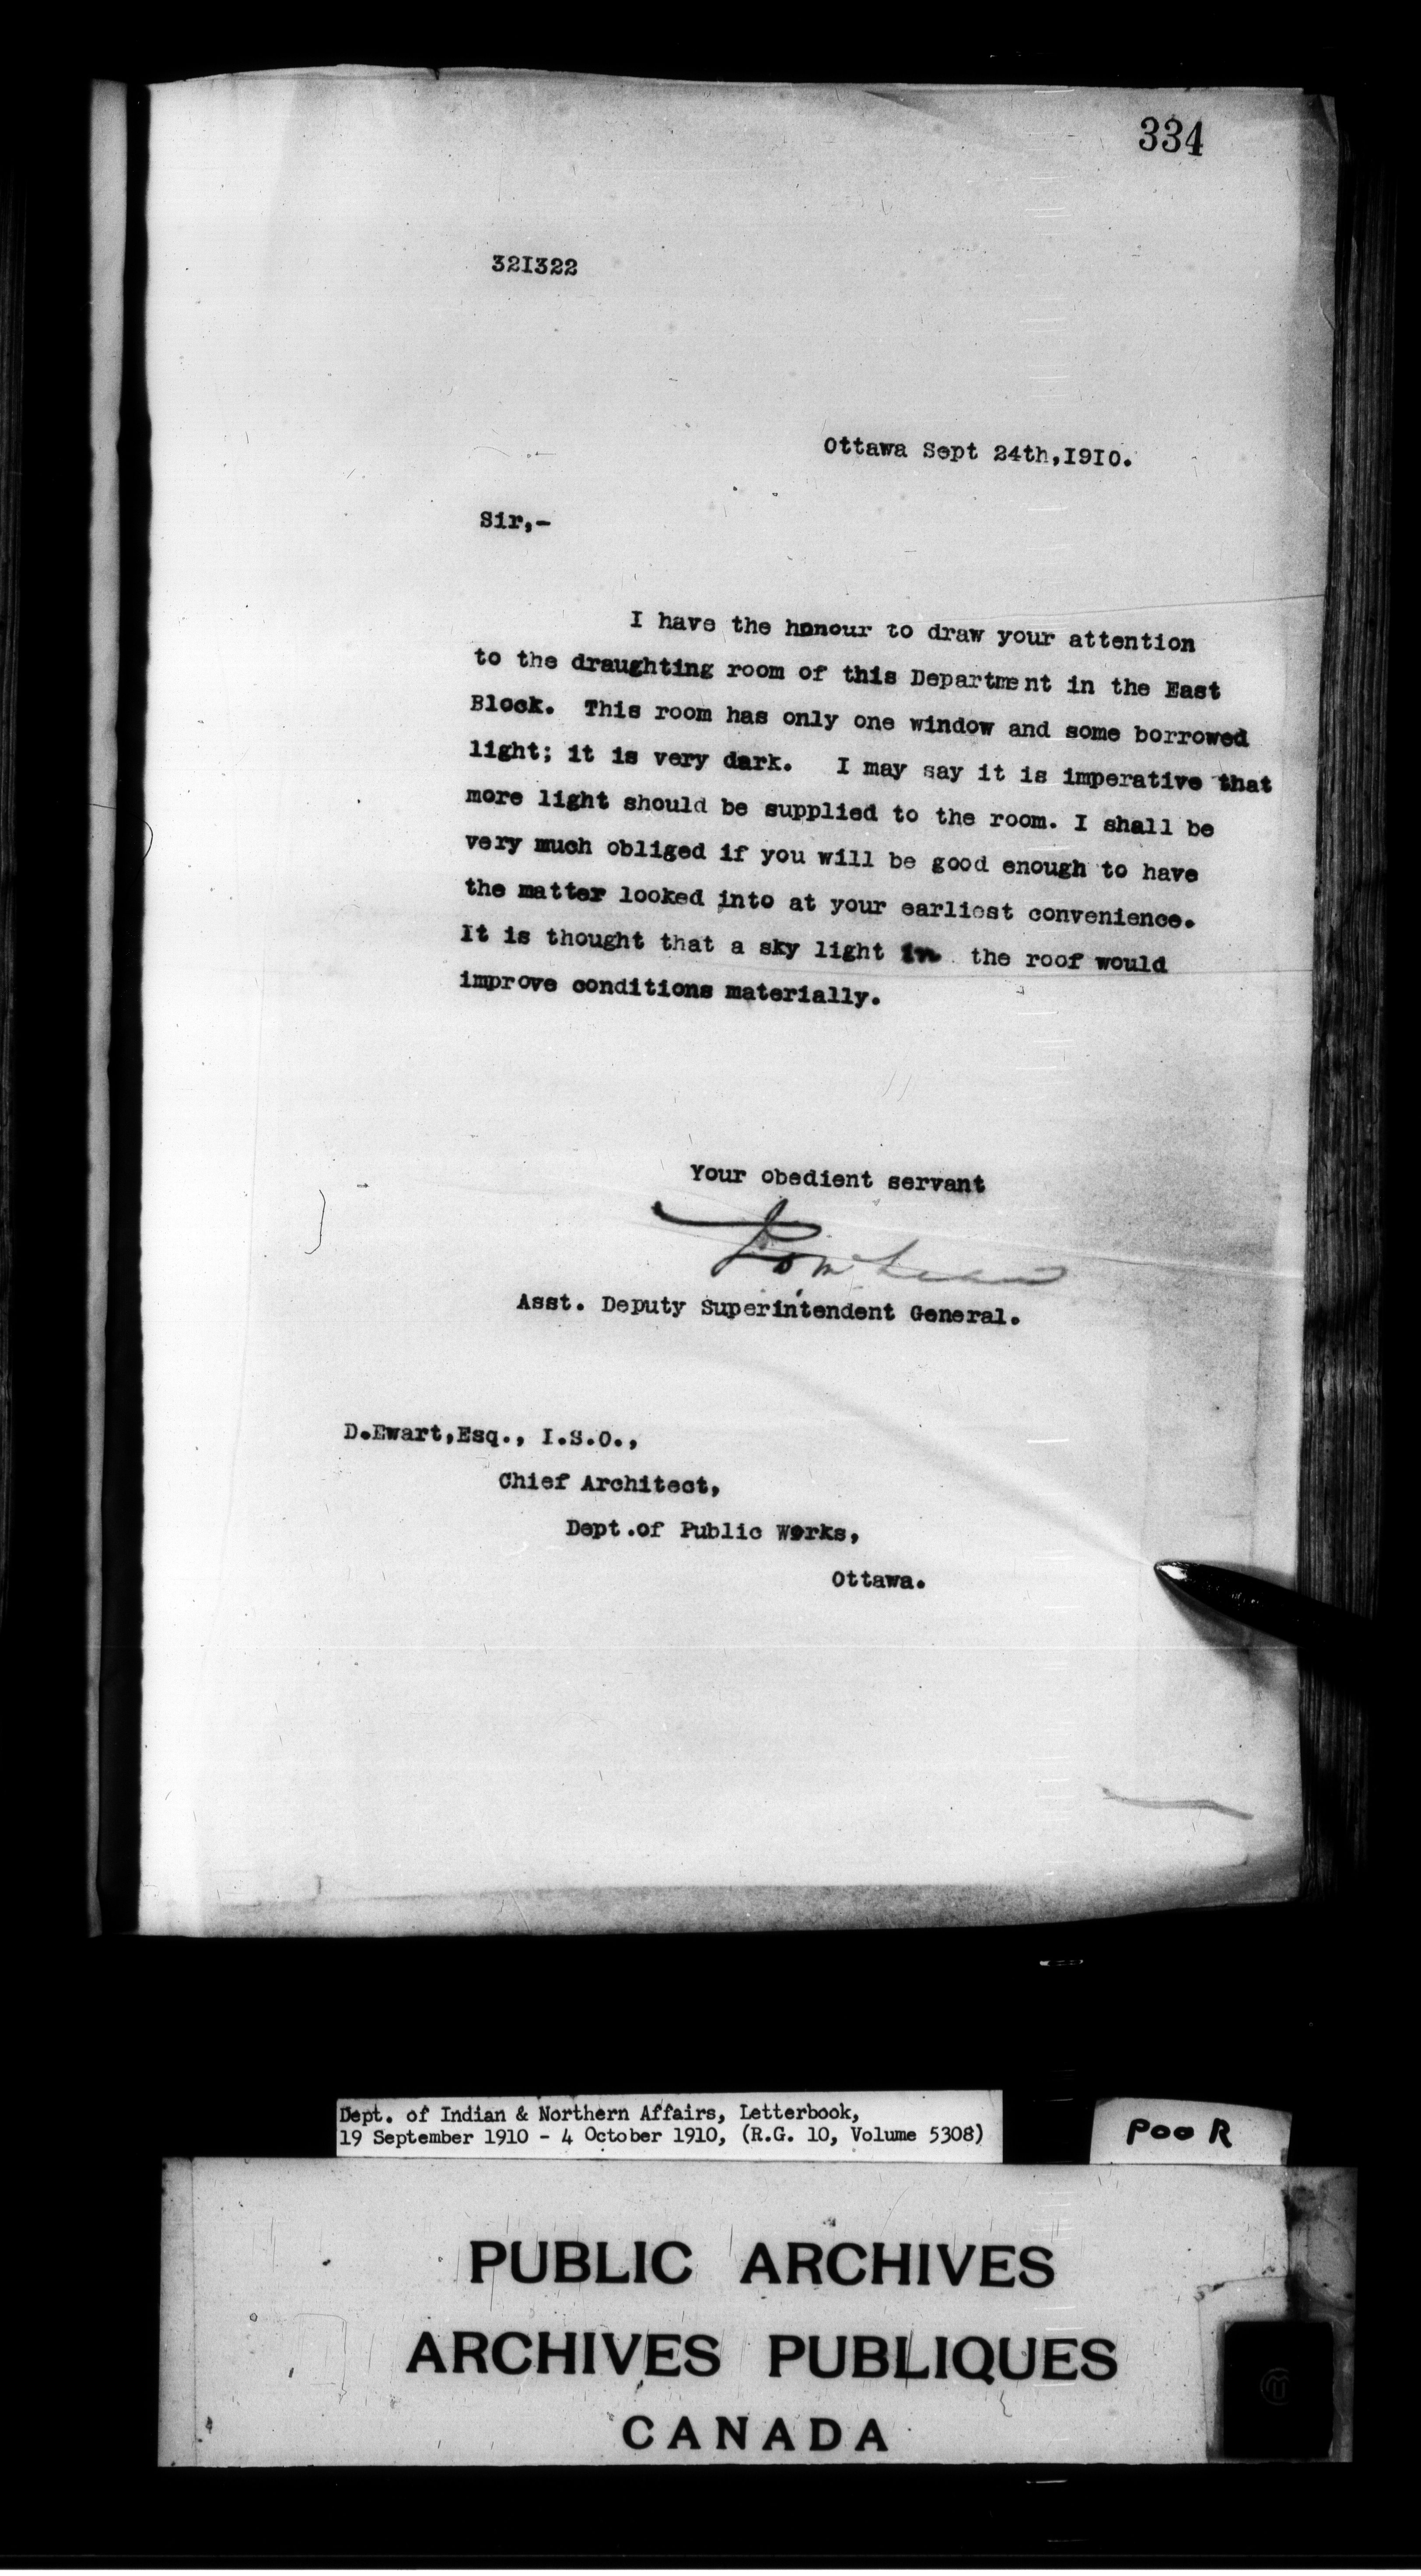 334
321322
Ottawa Sept 24th,1910.
Sir,-
I have the honour to draw your attention
to the draughting room of this Department in the East
Block. This room has only one window and some borrowed
light; it is very dark. I may say it is imperative that
more light should be supplied to the room. I shall be
very much obliged if you will be good enough to have
the matter looked into at your earliest convenience.
It is thought that a sky light in the roof would
improve conditions materially.
Your obedient servant
Asst. Deputy Superintendent General.
D.Ewart,Esq., I.S.O.,
Chief Architect,
Dept.of Public Works,
Ottawa.
Dept. of Indian & Northern Affairs, Letterbook,
19 September 1910 - 4 October 1910, (R.G. 10, Volume 5308)
POOR
PUBLIC ARCHIVES
ARCHIVES PUBLIQUES
CANADA